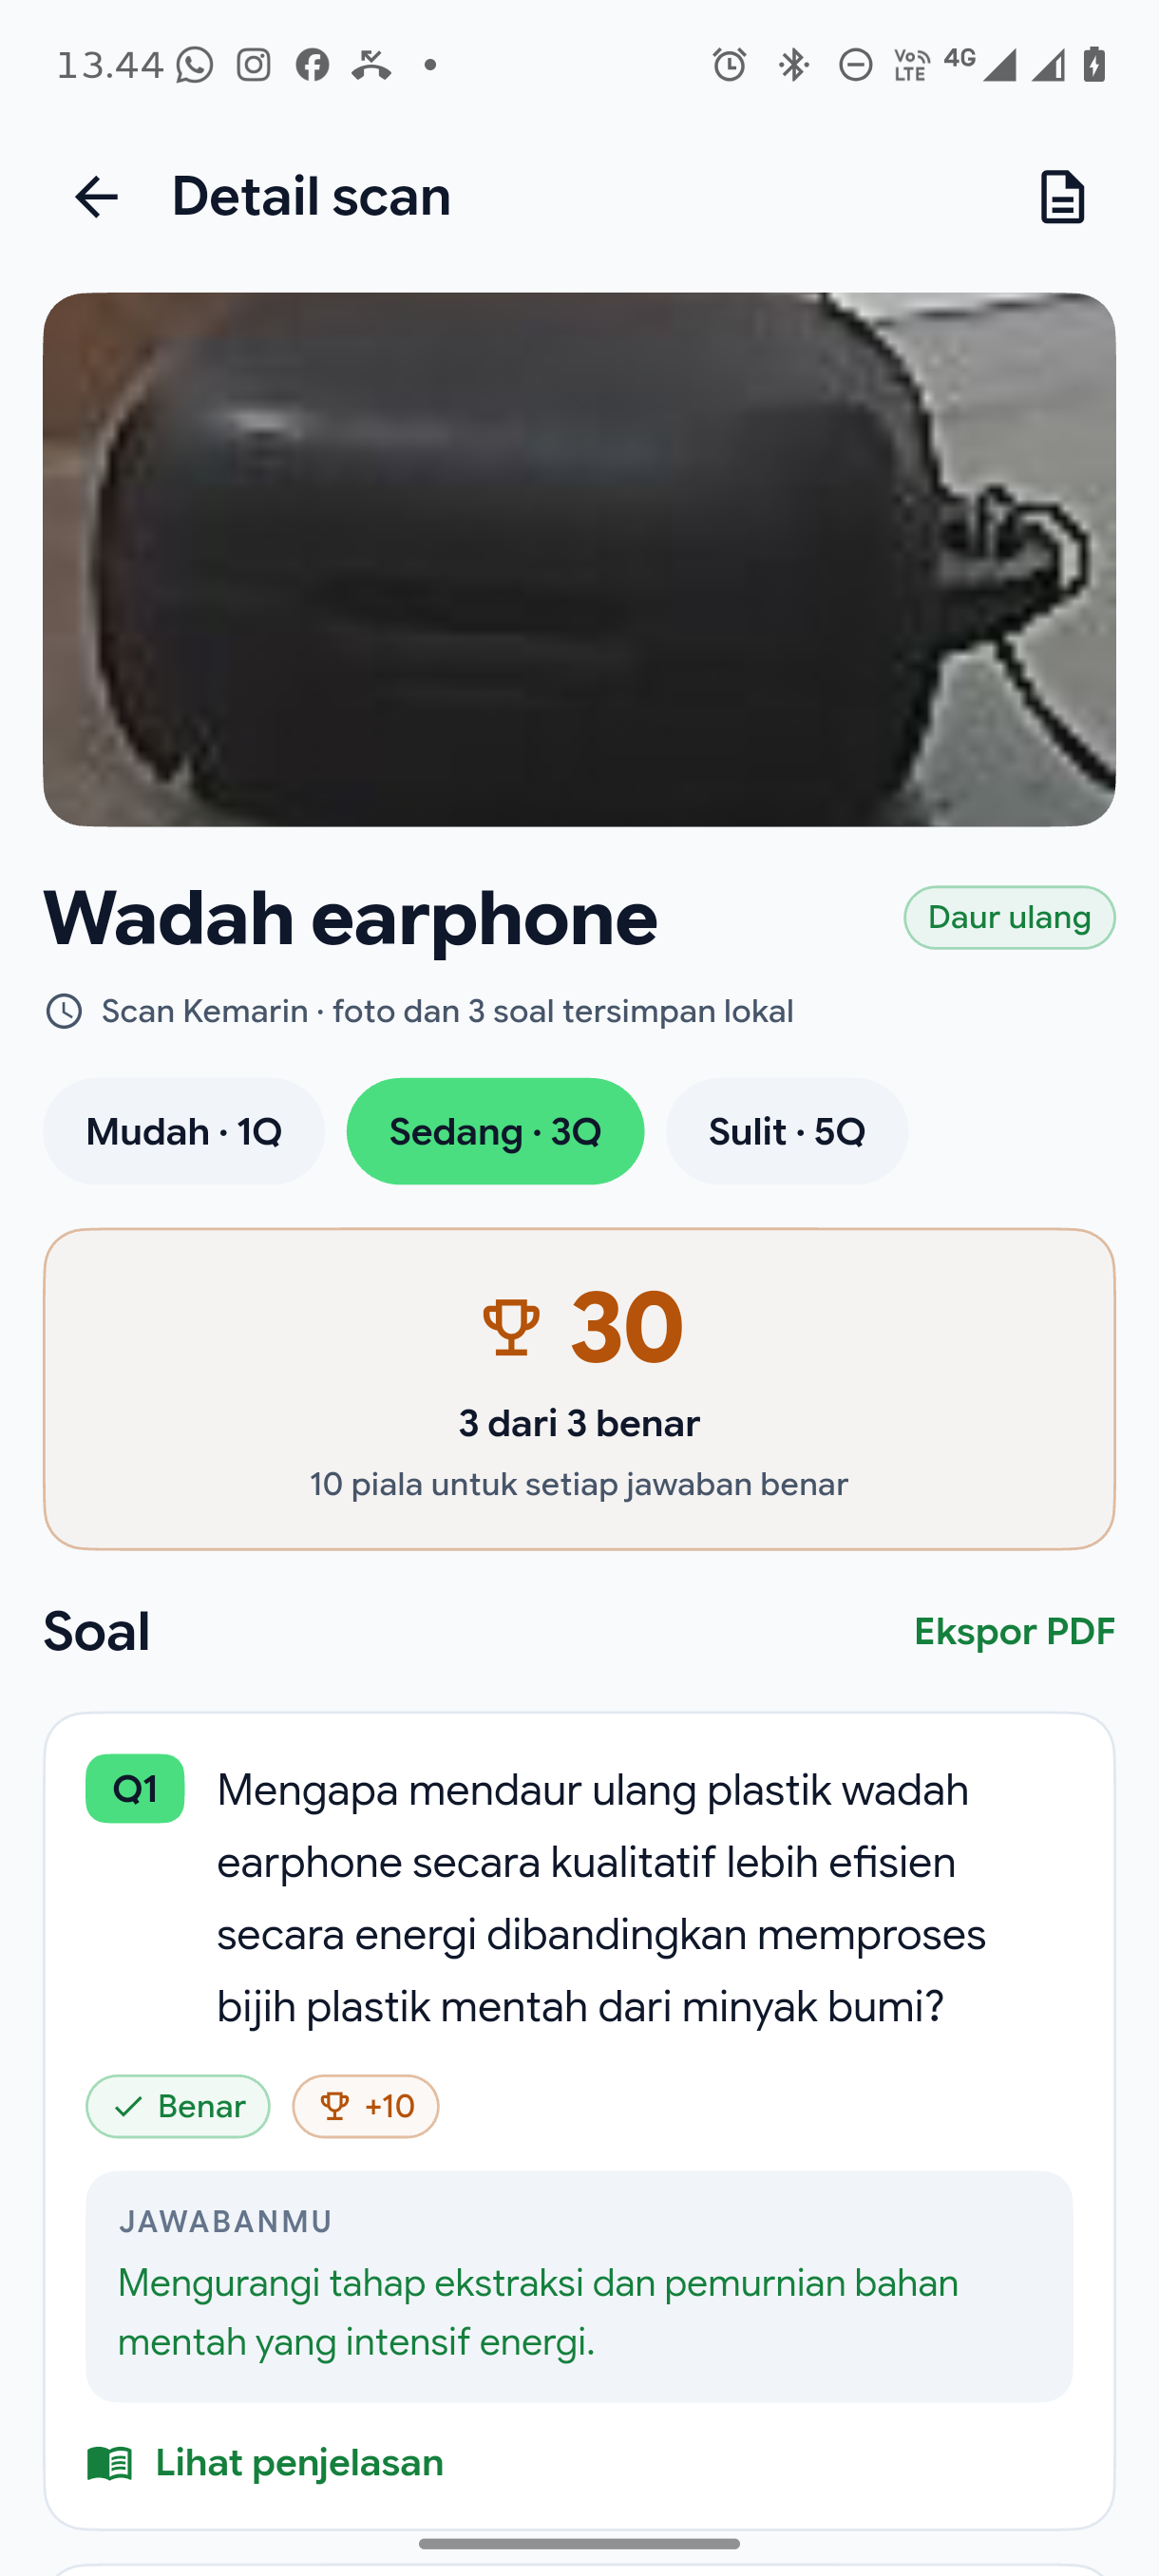 13.44
VoLTE 4G
Detail scan
Wadah earphone
Daur ulang
Scan Kemarin · foto dan 3 soal tersimpan lokal
Mudah · 1Q
Sedang · 3Q
Sulit · 5Q
30
3 dari 3 benar
10 piala untuk setiap jawaban benar
Soal
Ekspor PDF
Q1
Mengapa mendaur ulang plastik wadah
earphone secara kualitatif lebih efisien
secara energi dibandingkan memproses
bijih plastik mentah dari minyak bumi?
Benar
+10
JAWABANMU
Mengurangi tahap ekstraksi dan pemurnian bahan
mentah yang intensif energi.
Lihat penjelasan